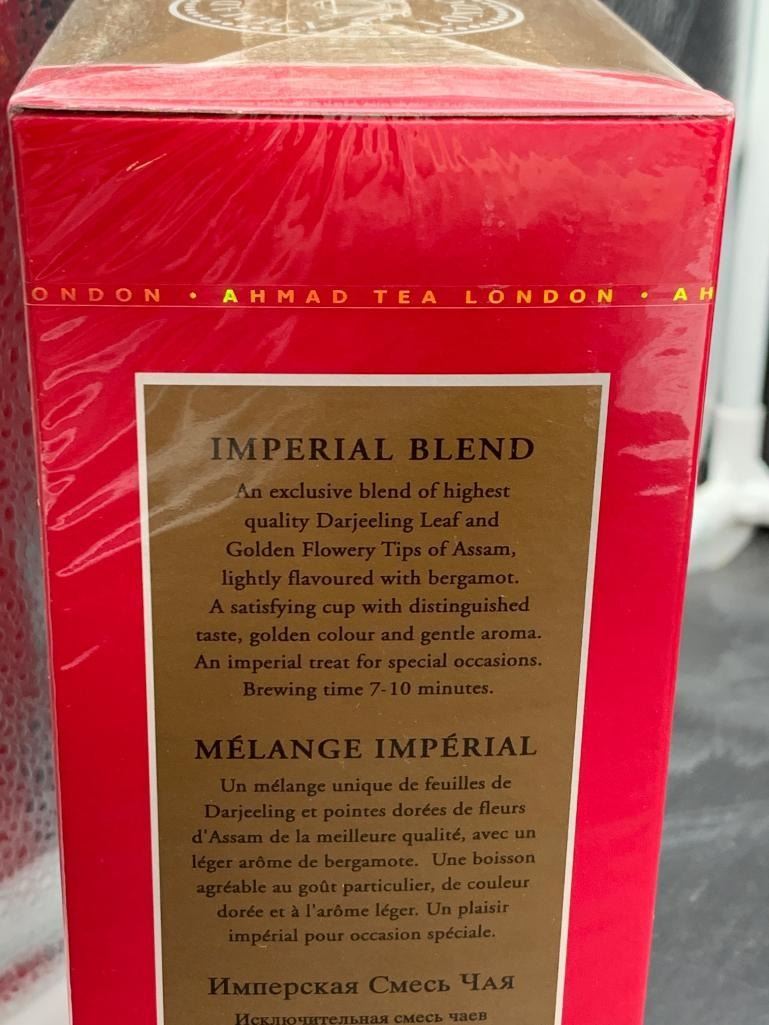 ONDON • AHMAD TEA LONDON • AH
IMPERIAL BLEND
An exclusive blend of highest
quality Darjeeling Leaf and
Golden Flowery Tips of Assam,
lightly flavoured with bergamot.
A satisfying cup with distinguished
taste, golden colour and gentle aroma.
An imperial treat for special occasions.
Brewing time 7-10 minutes.
MÉLANGE IMPÉRIAL
Un mélange unique de feuilles de
Darjeeling et pointes dorées de fleurs
d'Assam de la meilleure qualité, avec un
léger arôme de bergamote. Une boisson
agréable au goût particulier, de couleur
dorée et à l'arôme léger. Un plaisir
impérial pour occasion spéciale.
Имперская Смесь Чая
Исключительная смесь чаев